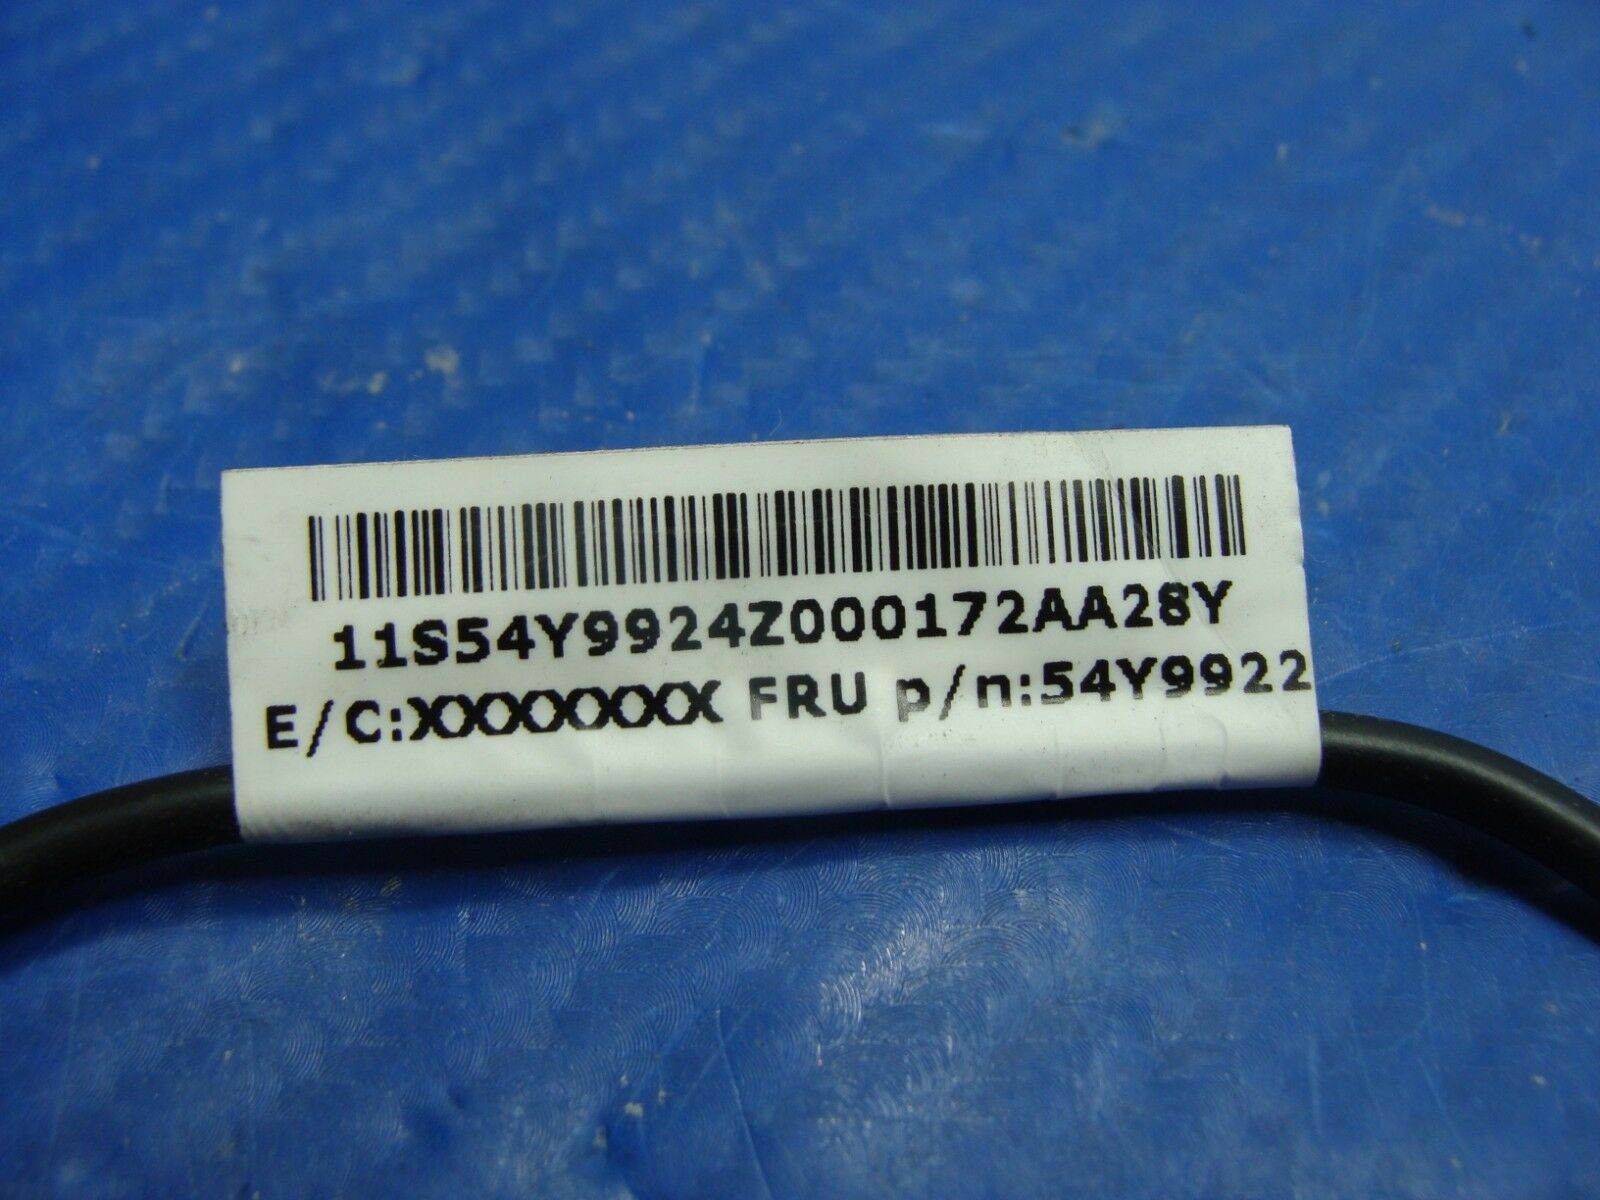 11S54Y9924Z000172AA28Y
E/C:XXXXXXX FRU p/n:54Y9922